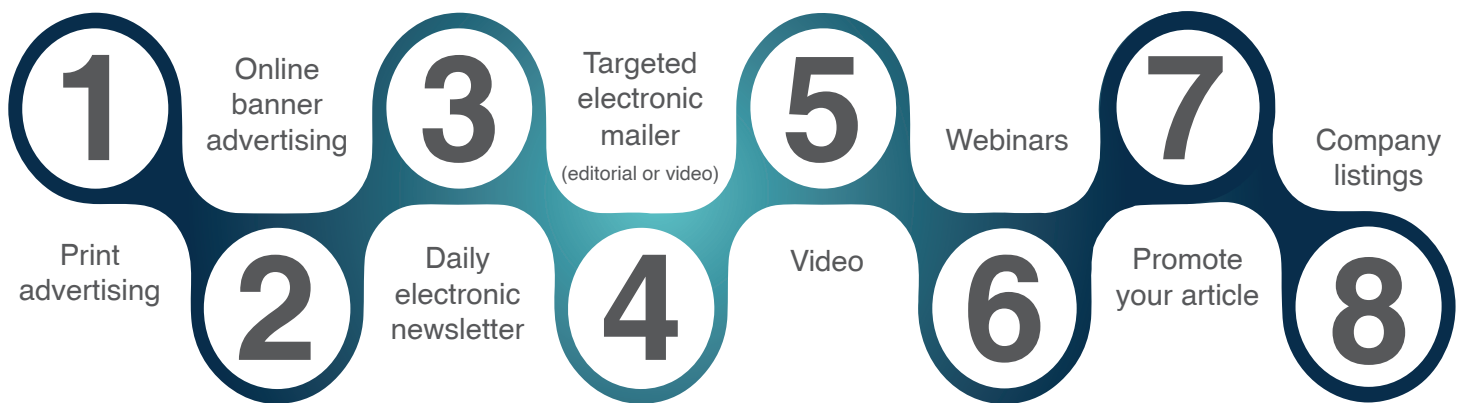 1
Print
advertising
2
Online
banner
advertising
3
Daily
electronic
newsletter
4
Targeted
electronic
mailer
(editorial or video)
5
Video
6
Webinars
7
Promote
your article
8
Company
listings